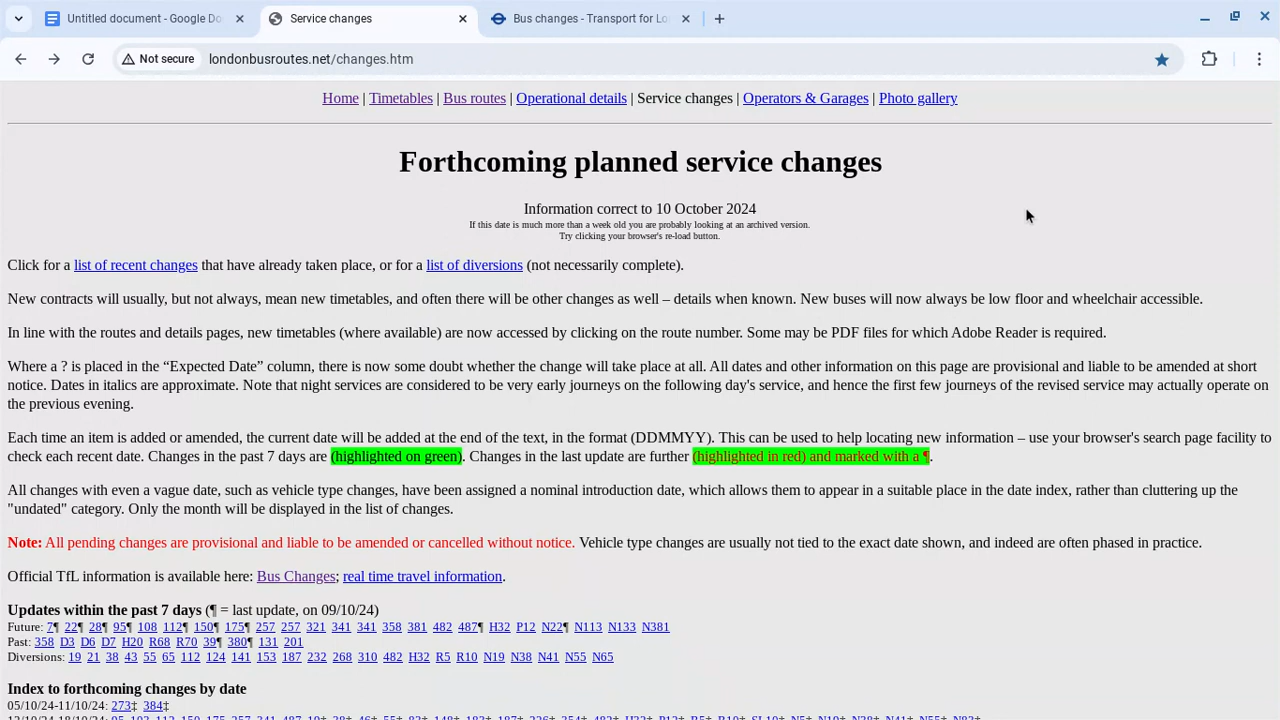 Untitled document - Google Do
Service changes
Bus changes - Transport for Lo
Not secure
londonbusroutes.net/changes.htm
Home | Timetables | Bus routes | Operational details | Service changes | Operators & Garages | Photo gallery
Forthcoming planned service changes
Information correct to 10 October 2024
If this date is much more than a week old you are probably looking at an archived version.
Try clicking your browser's re-load button.
Click for a list of recent changes that have already taken place, or for a list of diversions (not necessarily complete).
New contracts will usually, but not always, mean new timetables, and often there will be other changes as well – details when known. New buses will now always be low floor and wheelchair accessible.
In line with the routes and details pages, new timetables (where available) are now accessed by clicking on the route number. Some may be PDF files for which Adobe Reader is required.
Where a ? is placed in the “Expected Date” column, there is now some doubt whether the change will take place at all. All dates and other information on this page are provisional and liable to be amended at short
notice. Dates in italics are approximate. Note that night services are considered to be very early journeys on the following day's service, and hence the first few journeys of the revised service may actually operate on
the previous evening.
Each time an item is added or amended, the current date will be added at the end of the text, in the format (DDMMYY). This can be used to help locating new information – use your browser's search page facility to
check each recent date. Changes in the past 7 days are (highlighted on green). Changes in the last update are further (highlighted in red) and marked with a ¶.
All changes with even a vague date, such as vehicle type changes, have been assigned a nominal introduction date, which allows them to appear in a suitable place in the date index, rather than cluttering up the
"undated" category. Only the month will be displayed in the list of changes.
Note: All pending changes are provisional and liable to be amended or cancelled without notice. Vehicle type changes are usually not tied to the exact date shown, and indeed are often phased in practice.
Official TfL information is available here: Bus Changes; real time travel information.
Updates within the past 7 days (¶ = last update, on 09/10/24)
Future: 7¶ 22¶ 28¶ 95¶ 108 112¶ 150¶ 175¶ 257 257 321 341 341 358 381 482 487¶ H32 P12 N22¶ N113 N133 N381
Past: 358 D3 D6 D7 H20 R68 R70 39¶ 380¶ 131 201
Diversions: 19 21 38 43 55 65 112 124 141 153 187 232 268 310 482 H32 R5 R10 N19 N38 N41 N55 N65
Index to forthcoming changes by date
05/10/24-11/10/24: 273‡ 384‡